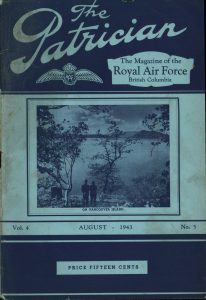 The
Patrician
The Magazine of the
Royal Air Force
British Columbia
ON VANCOUVER ISLAND
Vol. 4 AUGUST - 1943 No. 5
PRICE FIFTEEN CENTS